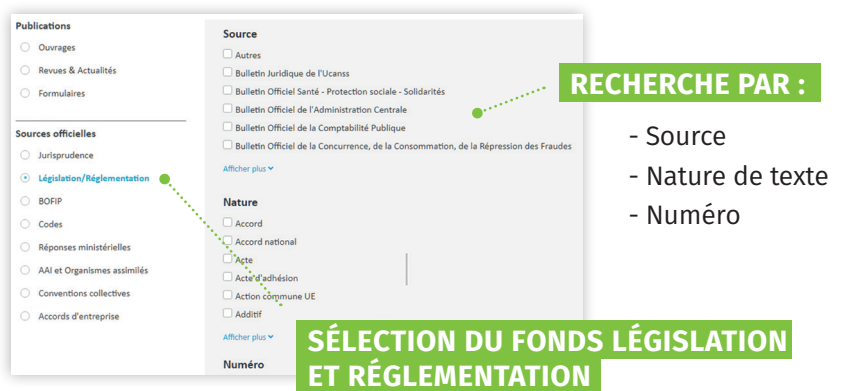 Publications
Ouvrages
Revues & Actualités
Formulaires
Sources officielles
Jurisprudence
Législation/Réglementation
BOFIP
Codes
Réponses ministérielles
AAI et Organismes assimilés
Conventions collectives
Accords d'entreprise
Source
Autres
Bulletin Juridique de l'Ucanss
Bulletin Officiel Santé - Protection sociale - Solidarités
Bulletin Officiel de l'Administration Centrale
Bulletin Officiel de la Comptabilité Publique
Bulletin Officiel de la Concurrence, de la Consommation, de la Répression des Fraudes
Afficher plus
Nature
Accord
Accord national
Acte
Acte d'adhésion
Action commune UE
Additif
Afficher plus
Numéro
RECHERCHE PAR :
- Source
- Nature de texte
- Numéro
SÉLECTION DU FONDS LÉGISLATION
ET RÉGLEMENTATION